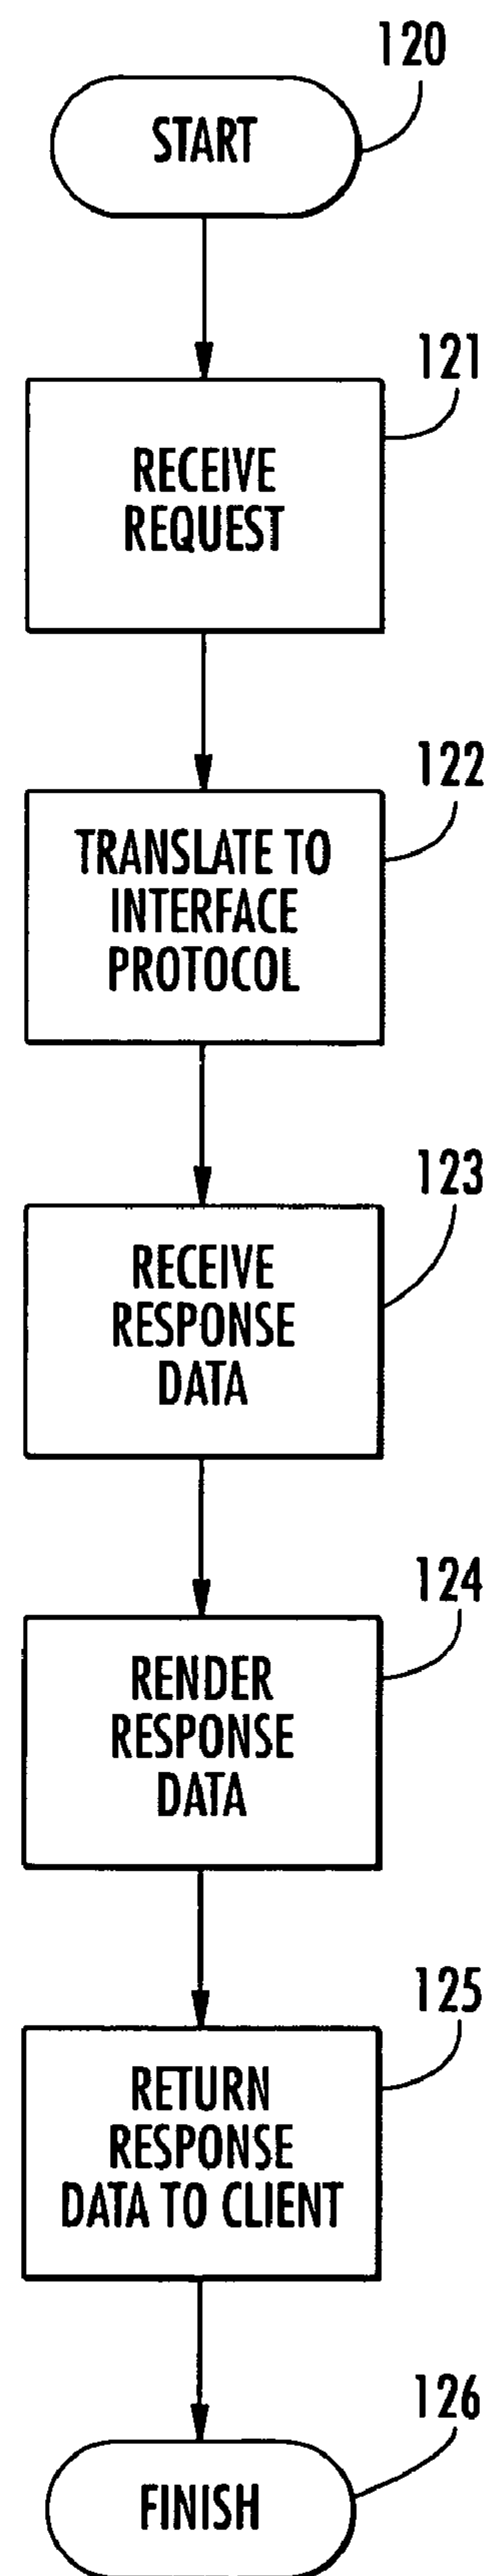 120
START
121
RECEIVE
REQUEST
122
TRANSLATE TO
INTERFACE
PROTOCOL
123
RECEIVE
RESPONSE
DATA
124
RENDER
RESPONSE
DATA
125
RETURN
RESPONSE
DATA TO CLIENT
126
FINISH